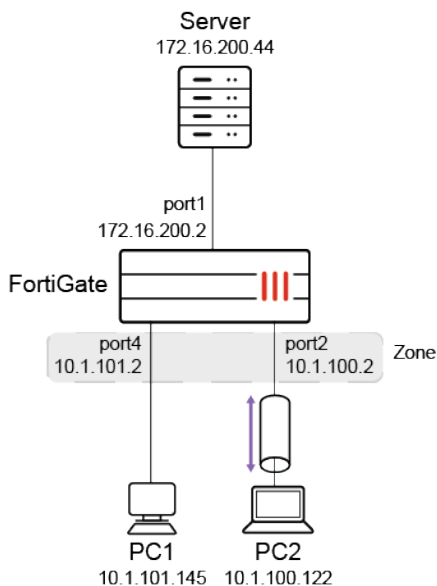 Server
172.16.200.44
port1
172.16.200.2
FortiGate
port4
10.1.101.2
port2
10.1.100.2
Zone
PC1
10.1.101.145
PC2
10.1.100.122